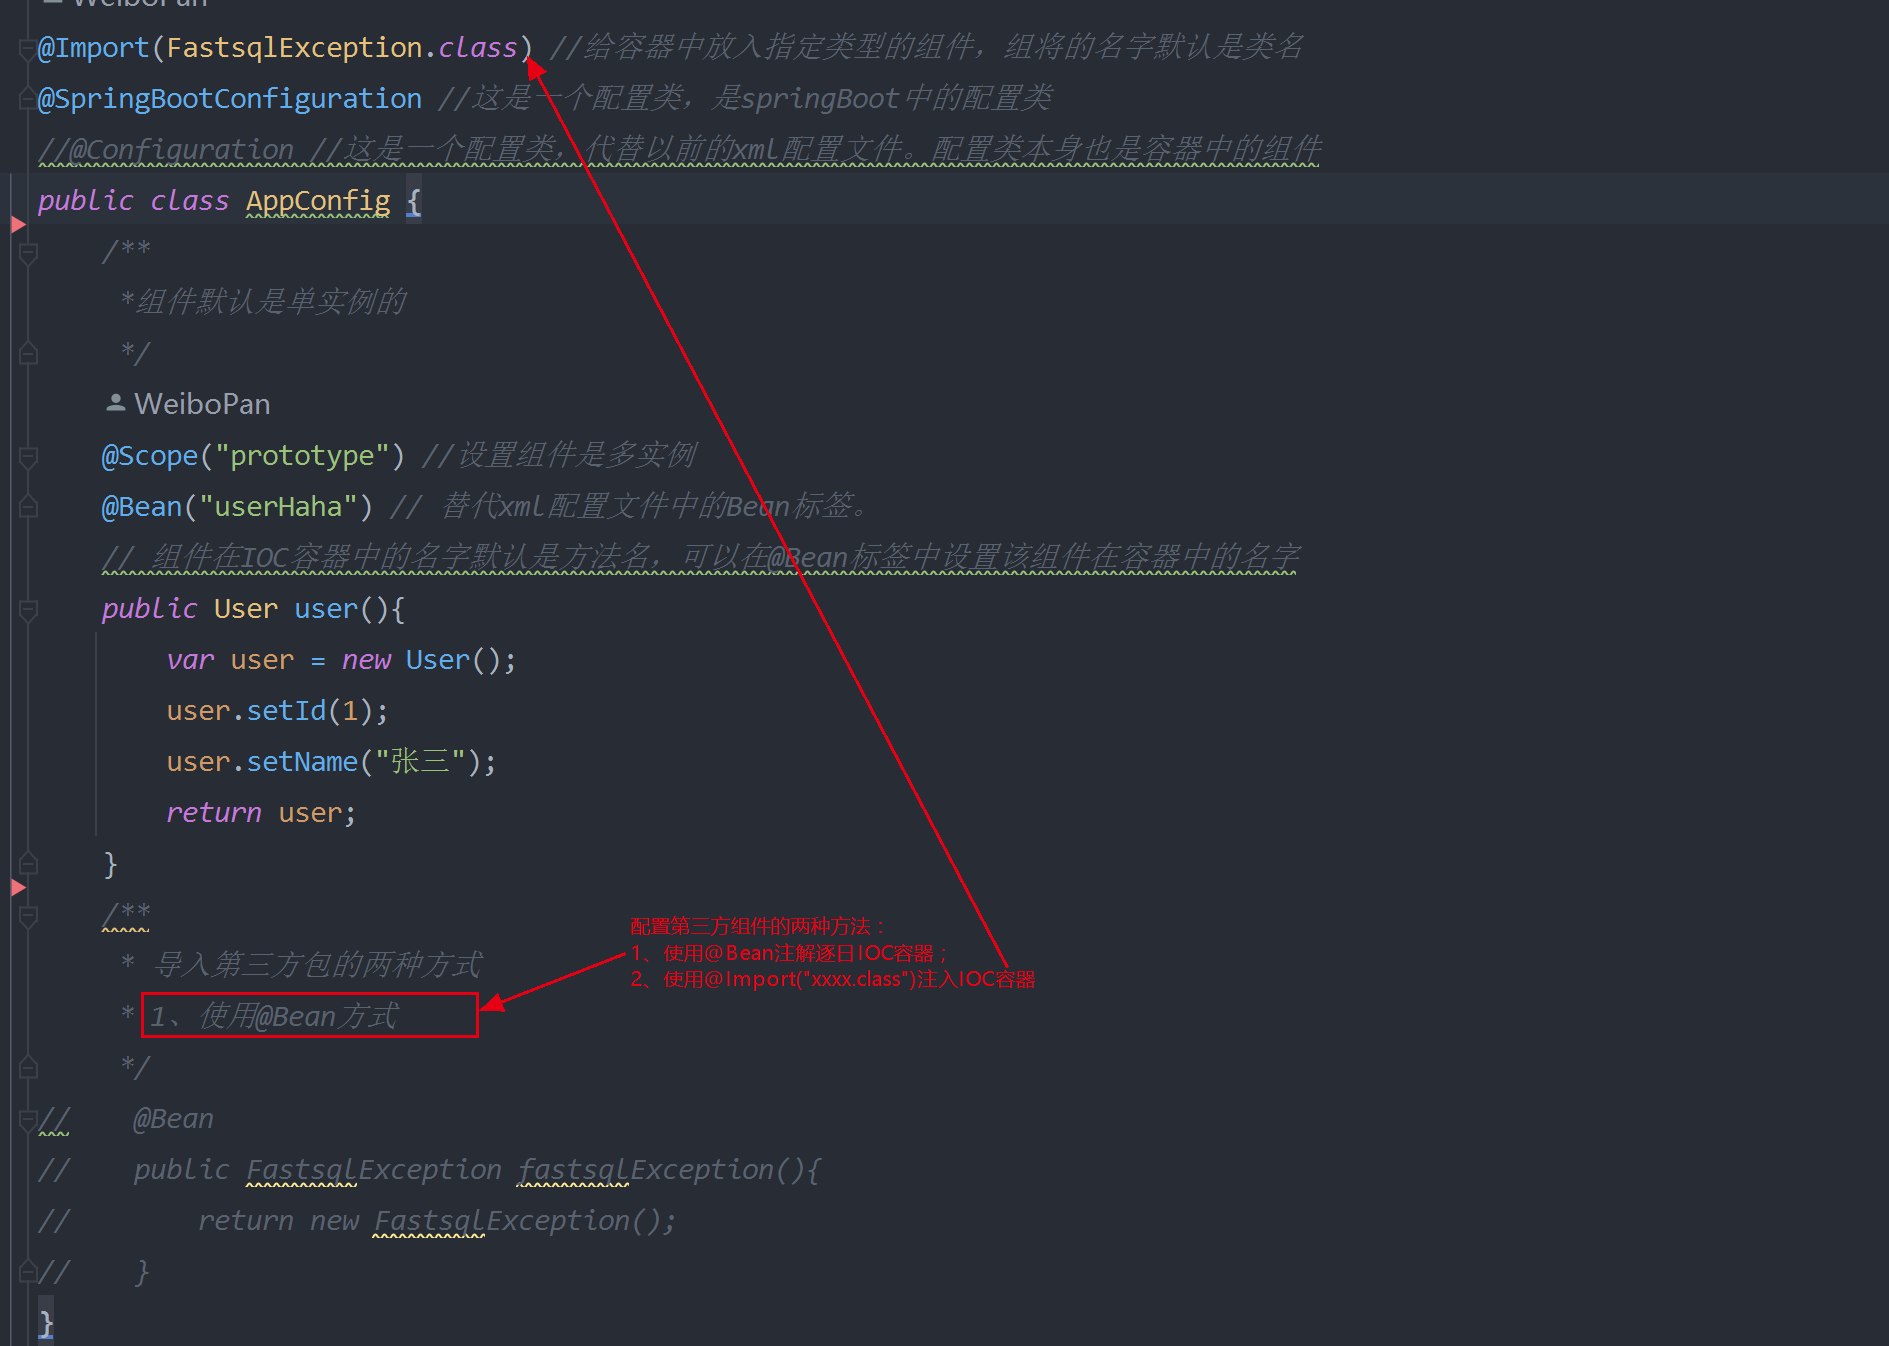 WeiboPan
@Import(FastsqlException.class) //给容器中放入指定类型的组件，组将的名字默认是类名
@SpringBootConfiguration //这是一个配置类，是springBoot中的配置类
//@Configuration //这是一个配置类，代替以前的xml配置文件。配置类本身也是容器中的组件
public class AppConfig {
/**
*组件默认是单实例的
*/
WeiboPan
@Scope("prototype") //设置组件是多实例
@Bean("userHaha") // 替代xml配置文件中的Bean标签。
// 组件在IOC容器中的名字默认是方法名，可以在@Bean标签中设置该组件在容器中的名字
public User user(){
var user = new User();
user.setId(1);
user.setName("张三");
return user;
}
/**
* 导入第三方包的两种方式
* 1、使用@Bean方式
*/
配置第三方组件的两种方法：
1、使用@Bean注解逐日IOC容器；
2、使用@Import("xxxx.class")注入IOC容器
// @Bean
// public FastsqlException fastsqlException(){
// return new FastsqlException();
// }
}